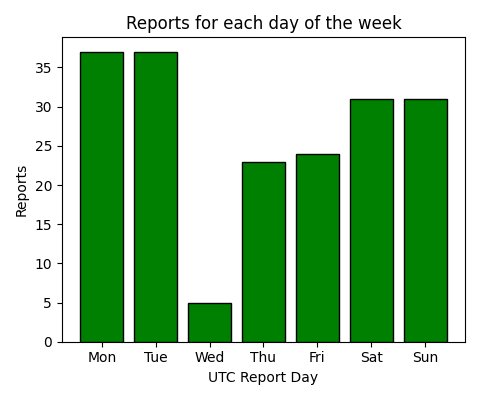 Reports for each day of the week
Reports
35
30
25
20
15
10
5
0
Mon Tue Wed Thu Fri Sat Sun
UTC Report Day